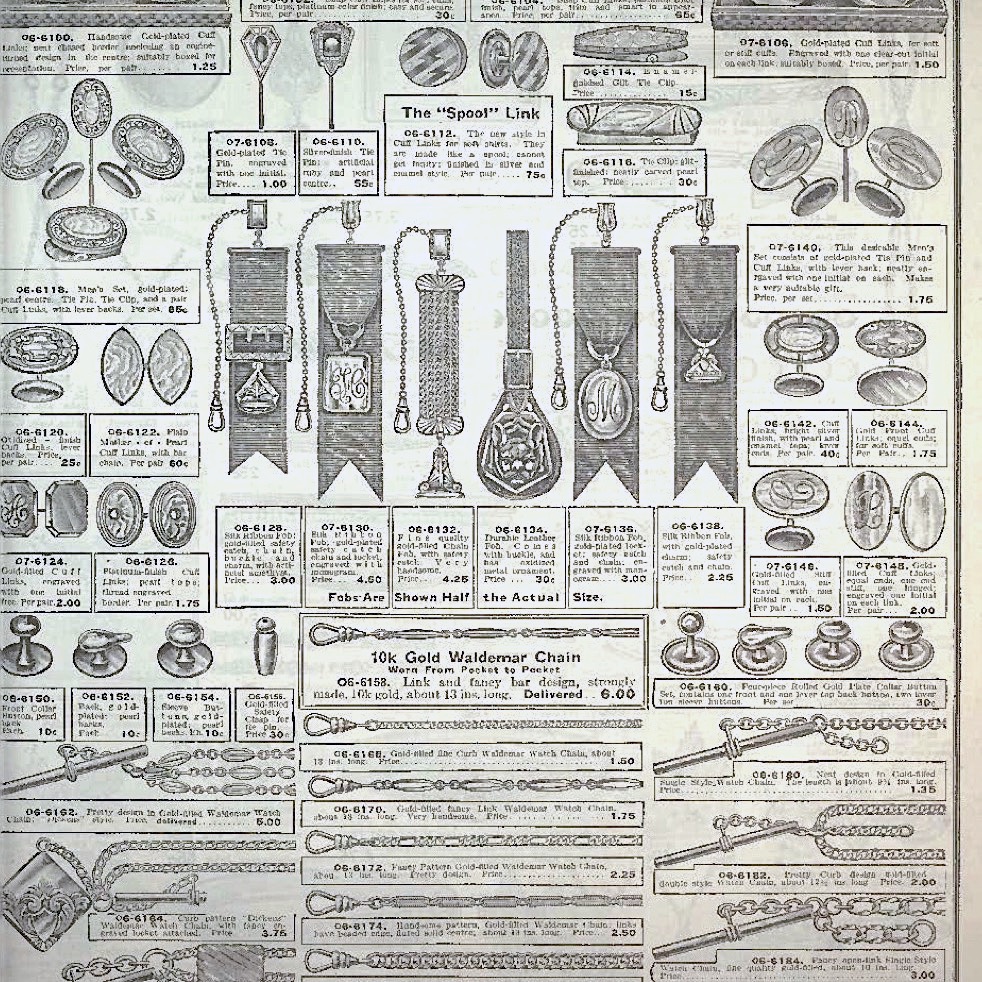 fancy tops, platinum color finish; easy and secure.
Price, per pair 30c
finish, pearl tops, trim and smart in appear-
ance. Price, per pair 65c
06-6100. Handsome Gold-plated Cuff
Links; neat chased border enclosing an engine-
turned design in the centre; suitably boxed for
presentation. Price, per pair 1.25
07-6106. Gold-plated Cuff Links, for soft
or stiff cuffs. Engraved with one clear-cut initial
on each link, suitably boxed. Price, per pair 1.50
06-6114. Enamel-
finished Gilt Tie Clip.
Price 15c
The "Spool" Link
06-6112. The new style in
Cuff Links for soft shirts. They
are made like a spool; cannot
get faulty; finished in silver and
enamel style. Per pair 75c
07-6108.
Gold-plated Tie
Pin, engraved
with one initial.
Price 1.00
06-6110.
Silver-finish Tie
Pin; artificial
ruby and pearl
centre. 55c
06-6116. Tie Clip; gilt-
finished; neatly carved pearl
top. Price 30c
06-6118. Men's Set, gold-plated;
pearl centre. Tie Pin, Tie Clip, and a pair
Cuff Links, with lever backs. Per set. 85c
07-6140. This desirable Men's
Set consists of gold-plated Tie Pin and
Cuff Links, with lever back; neatly en-
graved with one initial on each. Makes
a very suitable gift.
Price, per set 1.75
06-6120.
Oxidized-finish
Cuff Links, lever
backs. Price,
per pair 25c
06-6122. Plain
Mother-of-Pearl
Cuff Links, with bar
chain. Per pair 60c
06-6142. Cuff
Links, bright silver
finish, with pearl and
enamel tops; lever
ends. Per pair. 40c
06-6144.
Gold Front Cuff
Links; equal ends;
for soft cuffs.
Per pair 1.75
07-6124.
Gold-filled Cuff
Links, engraved
with one initial
free. Per pair. 2.00
06-6126.
Platinum-finish Cuff
Links; pearl tops;
thread engraved
border. Per pair. 1.75
06-6128.
Silk Ribbon Fob;
gold-filled safety
catch, chain,
buckle, and
charm, with
Price 3.00
07-6130.
Silk Ribbon
Fob, gold-plated
safety catch
chain and locket,
engraved with
monogram.
Price 4.50
06-6132.
Fine quality
gold-filled Chain
Fob, with safety
catch. Very
handsome.
Price 4.25
06-6134.
Durable Leather
Fob. Comes
with buckle, and
has oxidized
metal ornament.
Price 30c
07-6136.
Silk Ribbon Fob,
gold-plated lock-
et; safety catch
and chain, en-
graved with mon-
ogram. 3.00
06-6138.
Silk Ribbon Fob,
with gold-plated
charm; safety
catch and chain.
Price 2.25
Fobs Are Shown Half the Actual Size.
07-6146.
Gold-filled Stiff
Cuff Links; en-
graved with one
initial on each.
Per pair 1.50
07-6148. Gold-
filled Cuff Links;
equal ends, one end
stiff, one hinged;
engraved one initial
on each link.
Per pair 2.00
10k Gold Waldemar Chain
Worn From Pocket to Pocket
06-6158. Link and fancy bar design, strongly
made, 10k gold, about 13 ins. long. Delivered 6.00
06-6150.
Front Collar
Button, pearl
back
Each 10c
06-6152.
Back, gold-
plated; pearl
backs.
Each 10c
06-6154.
Sleeve But-
tons, gold-
plated; pearl
backs. Ea. 10c
06-6156.
Gold-filled
Safety
Clasp for
tie pin.
Price 30c
06-6160. Four-piece Rolled Gold Plate Collar Button
Set, contains one front and one lever top back button, two lever
top sleeve buttons. Per set 30c
06-6168. Gold-filled fine Curb Waldemar Watch Chain, about
13 ins. long. Price 1.50
06-6180. Neat design in Gold-filled
Single Style Watch Chain. The length is about 9¾ ins. long
Price 1.35
06-6162. Pretty design in Gold-filled Waldemar Watch
Chain; "Dickens" style. Price, delivered 5.00
06-6170. Gold-filled fancy Link Waldemar Watch Chain,
about 13 ins. long. Very handsome. Price 1.75
06-6172. Fancy Pattern Gold-filled Waldemar Watch Chain,
about 13 ins. long. Pretty design. Price 2.25
06-6182. Pretty Curb design gold-filled
double style Watch Chain, about 12½ ins. long Price 2.00
06-6164. Curb pattern "Dickens"
Waldemar Watch Chain, with fancy en-
graved locket attached. Price 3.75
06-6174. Handsome pattern, Gold-filled Waldemar Chain; links
have beaded edge, fluted solid centre; about 13 ins. long. Price 2.50
06-6184. Fancy open-link Single Style
Watch Chain, fine quality gold-filled, about 10 ins. long.
Price 3.00